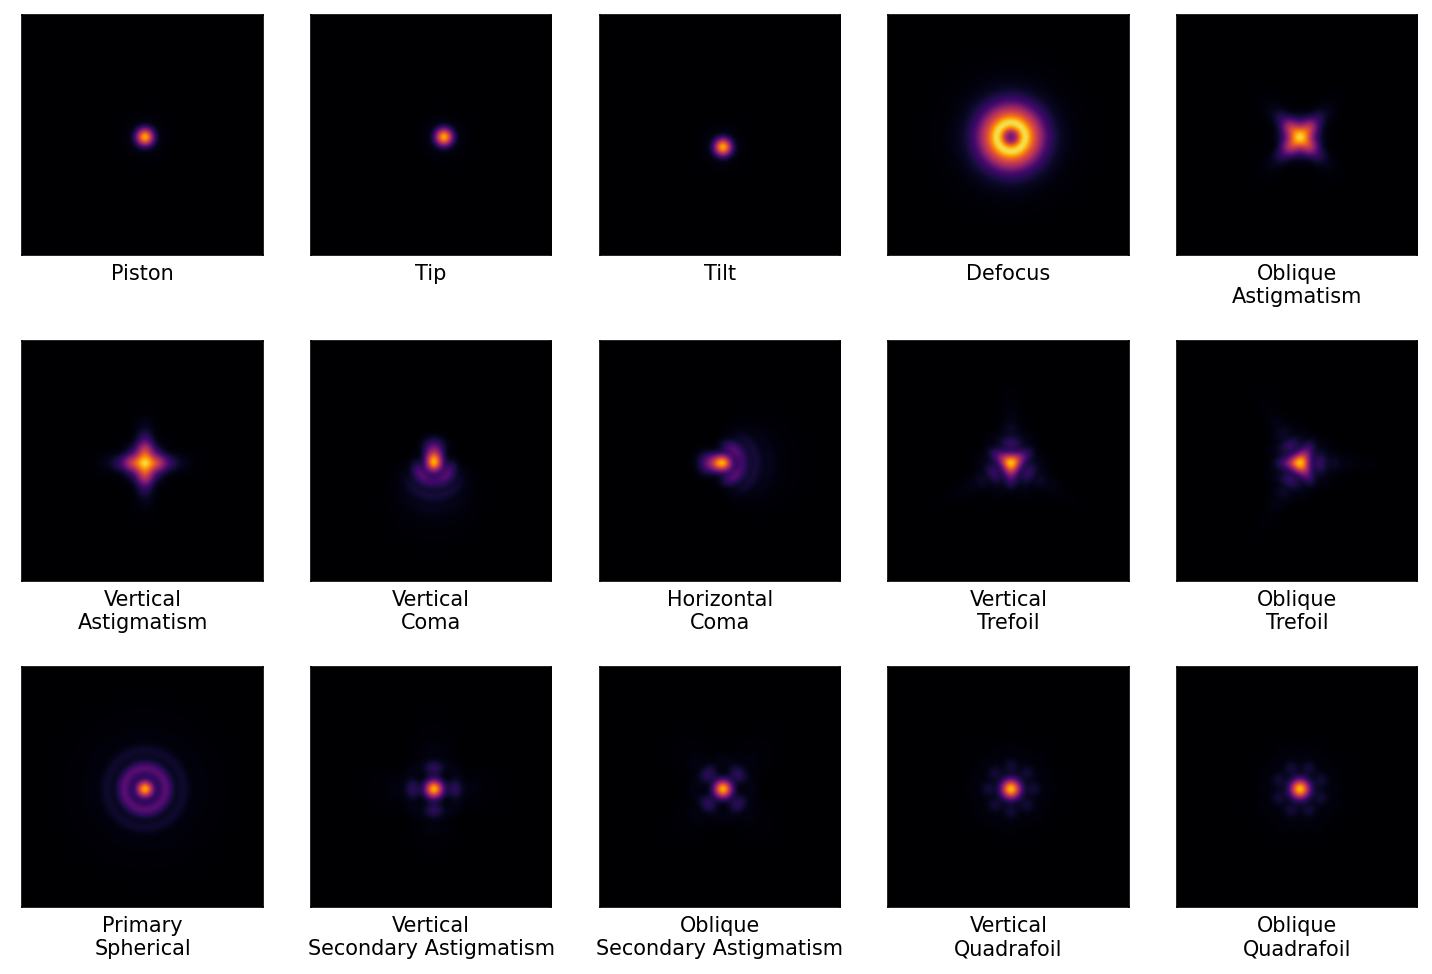 Piston
Tip
Tilt
Defocus
Oblique
Astigmatism
Vertical
Astigmatism
Vertical
Coma
Horizontal
Coma
Vertical
Trefoil
Oblique
Trefoil
Primary
Spherical
Vertical
Secondary Astigmatism
Oblique
Secondary Astigmatism
Vertical
Quadrafoil
Oblique
Quadrafoil